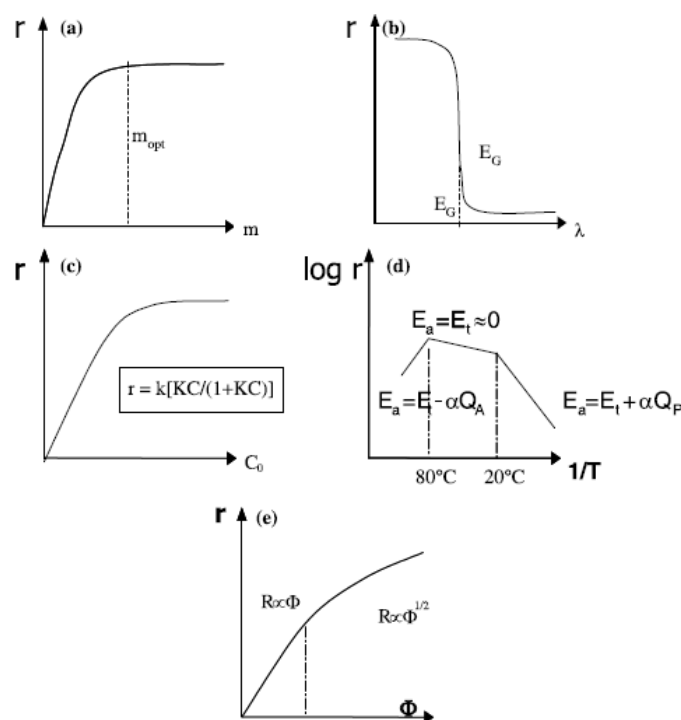 r (a)
m_opt
m
r (b)
E_G
E_G
λ
r (c)
r = k[KC/(1+KC)]
C_0
log r (d)
E_a=E_t≈0
E_a=E_t-αQ_A E_a=E_t+αQ_P
80°C 20°C 1/T
r (e)
R∝Φ R∝Φ^1/2
Φ